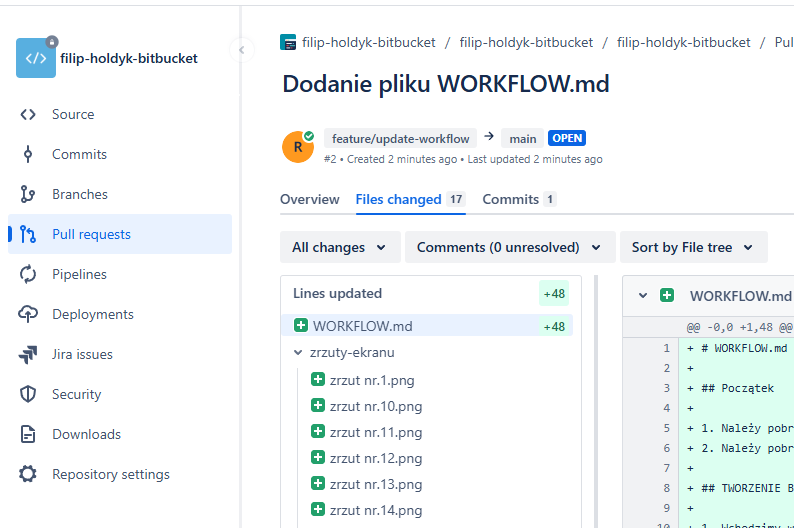 filip-holdyk-bitbucket
Source
Commits
Branches
Pull requests
Pipelines
Deployments
Jira issues
Security
Downloads
Repository settings
filip-holdyk-bitbucket / filip-holdyk-bitbucket / filip-holdyk-bitbucket / Pul
Dodanie pliku WORKFLOW.md
R
feature/update-workflow → main OPEN
#2 • Created 2 minutes ago • Last updated 2 minutes ago
Overview Files changed 17 Commits 1
All changes Comments (0 unresolved) Sort by File tree
Lines updated +48
WORKFLOW.md +48
zrzuty-ekranu
zrzut nr.1.png
zrzut nr.10.png
zrzut nr.11.png
zrzut nr.12.png
zrzut nr.13.png
zrzut nr.14.png
WORKFLOW.md
@@ -0,0 +1,48 @@
1 + # WORKFLOW.md
2 +
3 + ## Początek
4 +
5 + 1. Należy pobr
6 + 2. Należy pobr
7 +
8 + ## TWORZENIE B
9 +
10 + 1. Wchodzimy w